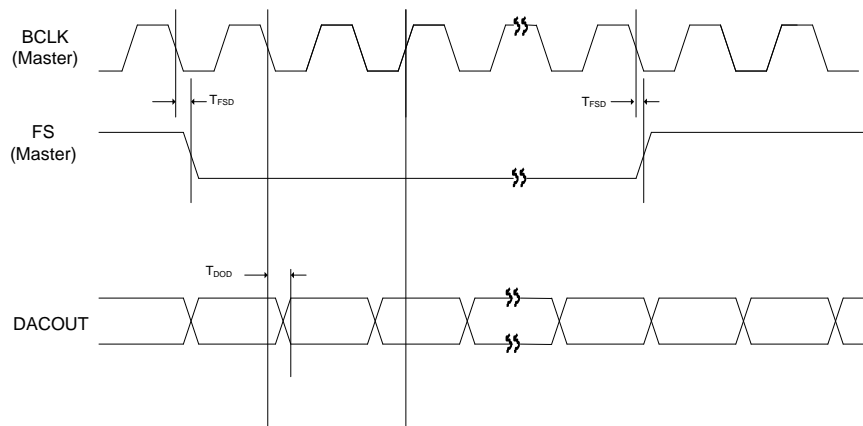 BCLK
(Master)
TFSD
TFSD
FS
(Master)
TDOD
DACOUT